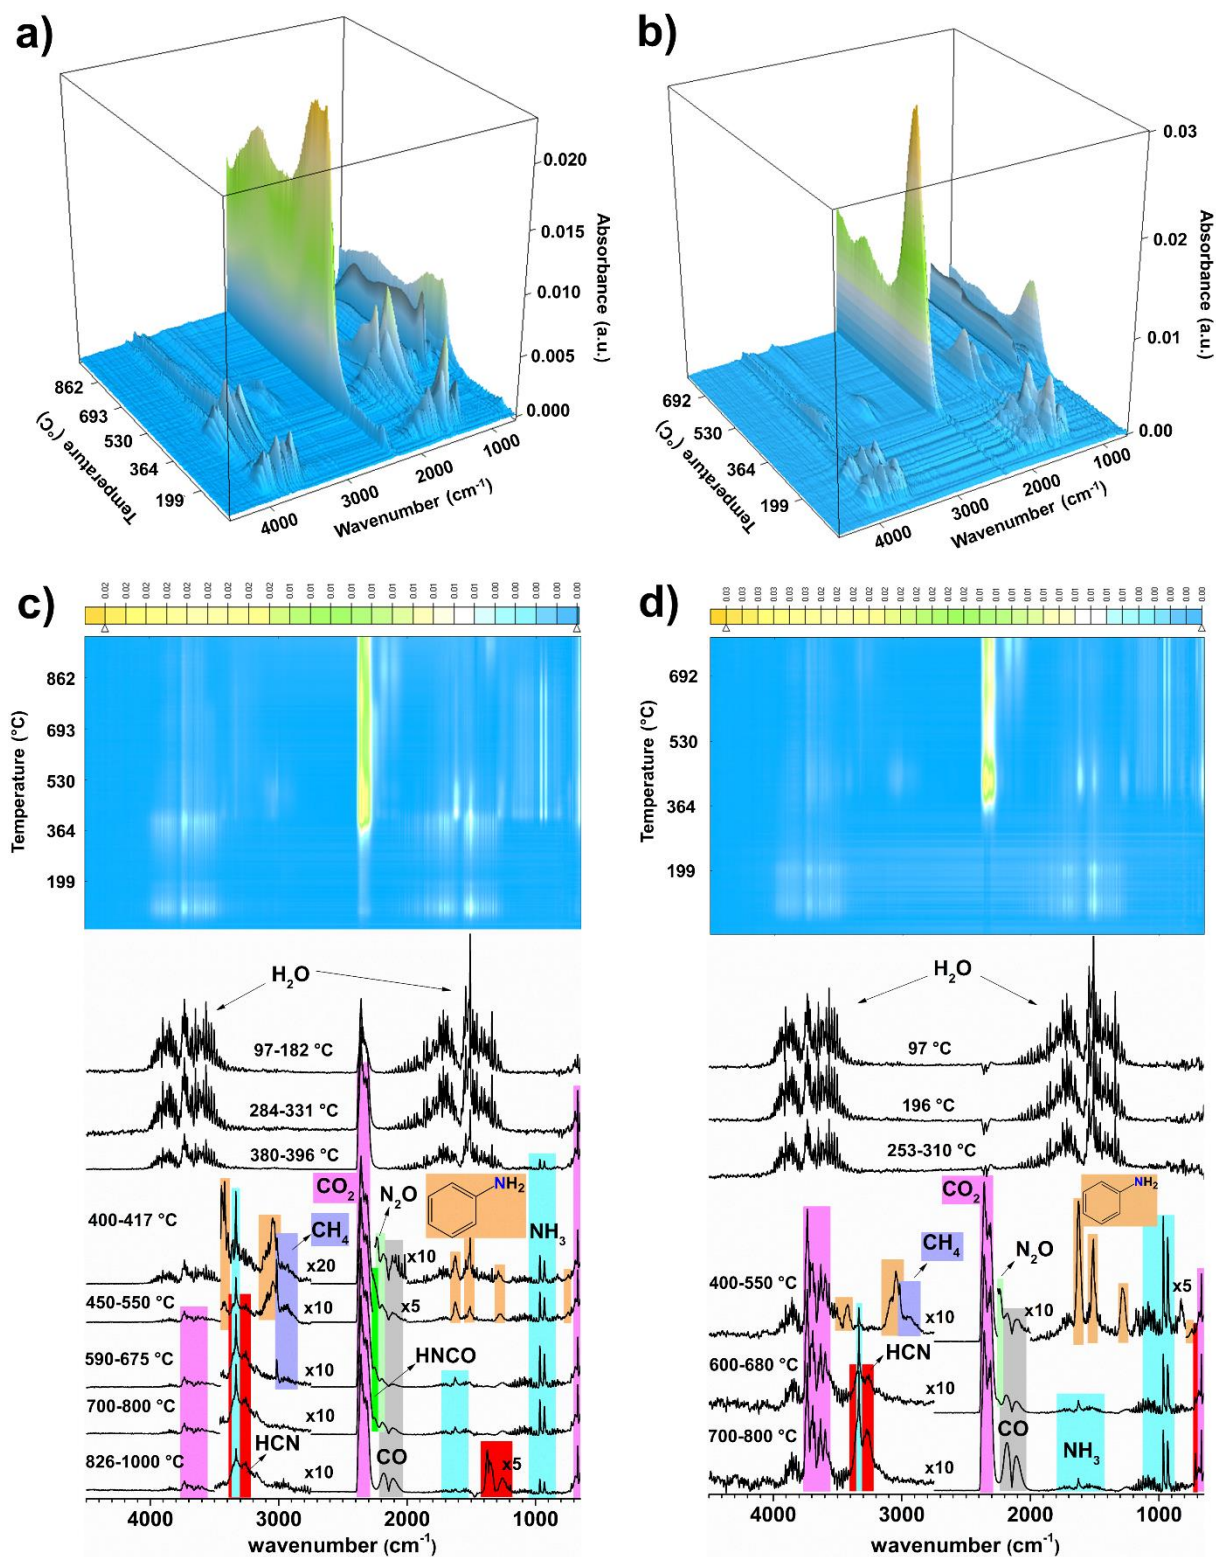 a)
0.020
0.015
0.010
0.005
0.000
Absorbance (a.u.)
862
693
530
364
199
Temperature (°C)
4000
3000
2000
1000
Wavenumber (cm⁻¹)
b)
0.03
0.02
0.01
0.00
Absorbance (a.u.)
692
530
364
199
Temperature (°C)
4000
3000
2000
1000
Wavenumber (cm⁻¹)
c)
862
693
530
364
199
Temperature (°C)
H₂O
97-182 °C
284-331 °C
380-396 °C
CO₂
N₂O
NH₂
NH₃
400-417 °C
CH₄
x20
x10
450-550 °C
x10
x5
590-675 °C
x10
HNCO
700-800 °C
x10
HCN
CO
826-1000 °C
x10
x5
4000
3000
2000
1000
wavenumber (cm⁻¹)
d)
692
530
364
199
Temperature (°C)
H₂O
97 °C
196 °C
253-310 °C
CO₂
NH₂
N₂O
CH₄
400-550 °C
x10
x10
x5
HCN
600-680 °C
x10
700-800 °C
CO
NH₃
x10
4000
3000
2000
1000
wavenumber (cm⁻¹)